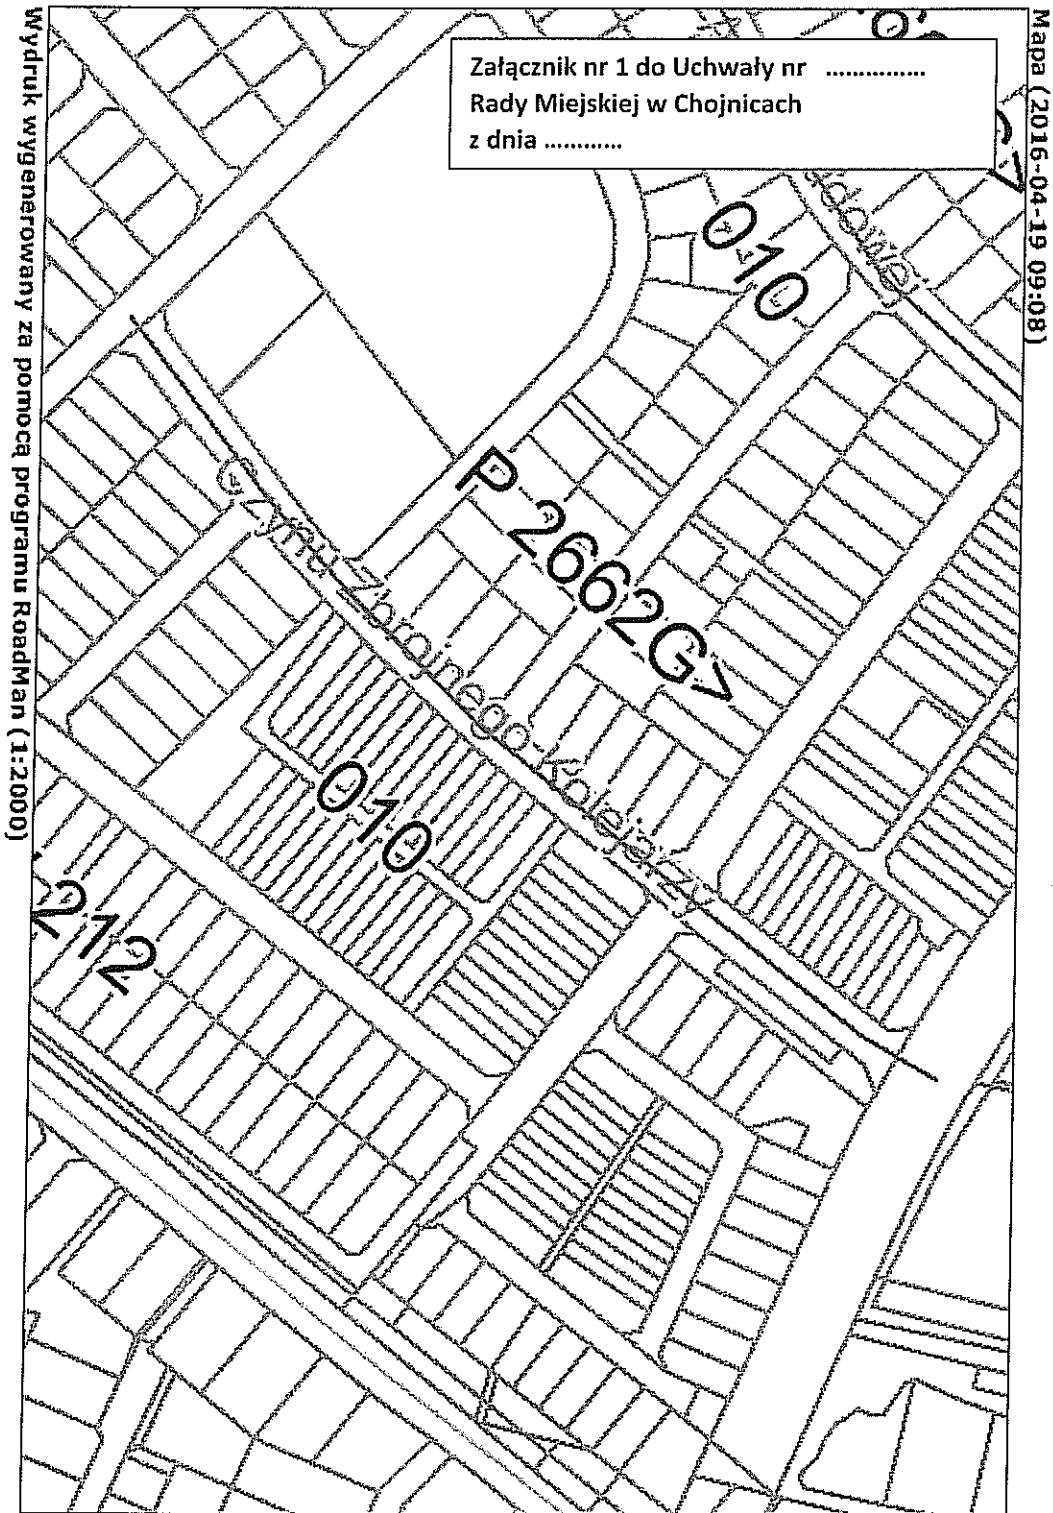 Mapa (2016-04-19 09:08)
Załącznik nr 1 do Uchwały nr ...............
Rady Miejskiej w Chojnicach
z dnia ............
010
P 2662G>
Czynu Zbrojnego-Kolejarzy
010
212
Wydruk wygenerowany za pomocą programu RoadMan (1:2000)